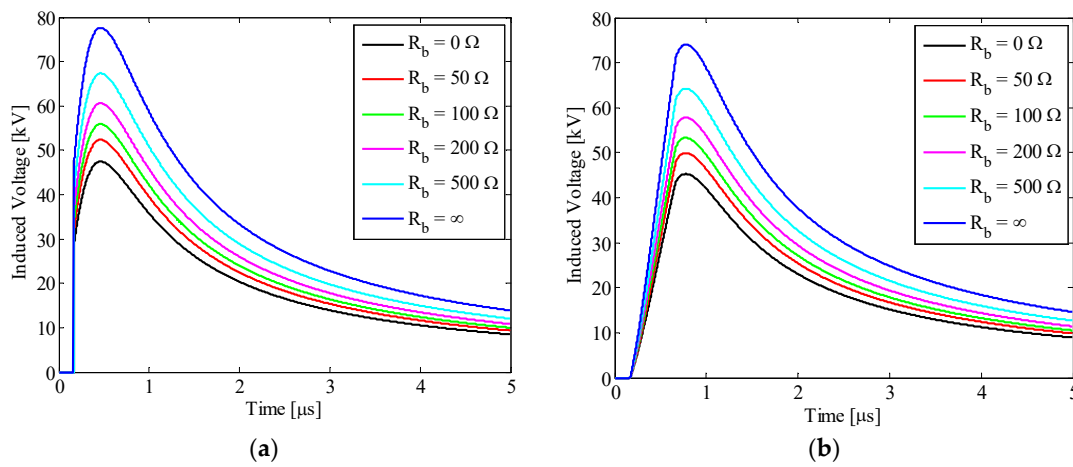 80
70
60
50
40
30
20
10
0
Induced Voltage [kV]
0 1 2 3 4 5
Time [μs]
R_b = 0 Ω
R_b = 50 Ω
R_b = 100 Ω
R_b = 200 Ω
R_b = 500 Ω
R_b = ∞
(a)
80
70
60
50
40
30
20
10
0
Induced Voltage [kV]
0 1 2 3 4 5
Time [μs]
R_b = 0 Ω
R_b = 50 Ω
R_b = 100 Ω
R_b = 200 Ω
R_b = 500 Ω
R_b = ∞
(b)